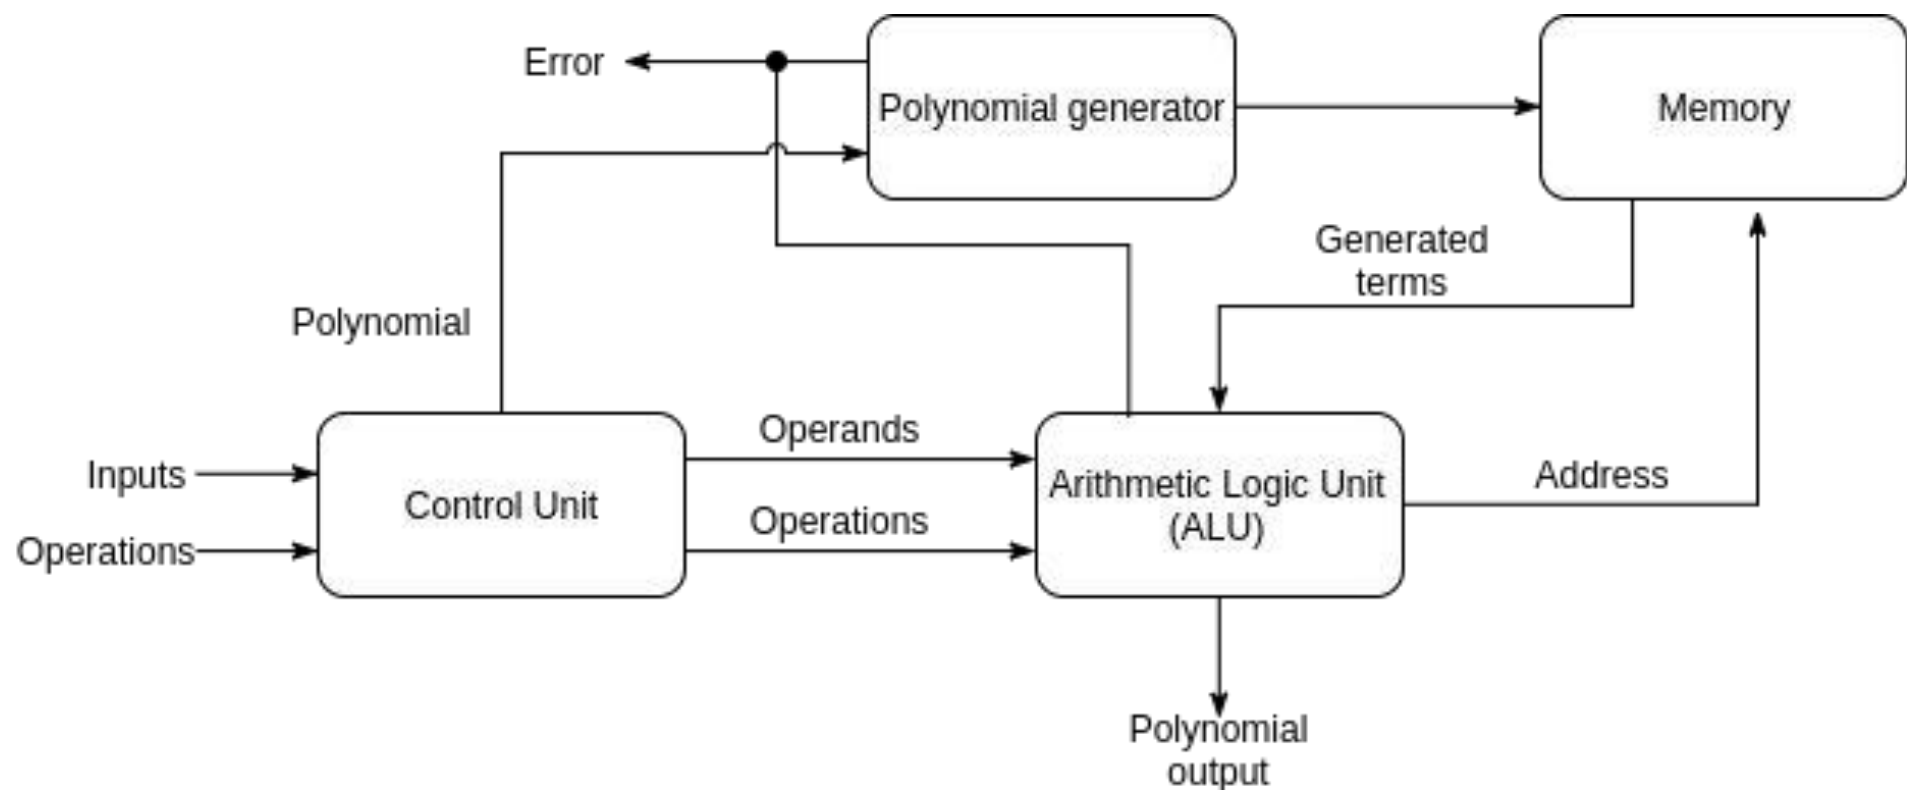 Error
Polynomial generator
Memory
Generated
terms
Polynomial
Operands
Inputs
Control Unit
Arithmetic Logic Unit
(ALU)
Address
Operations
Operations
Polynomial
output